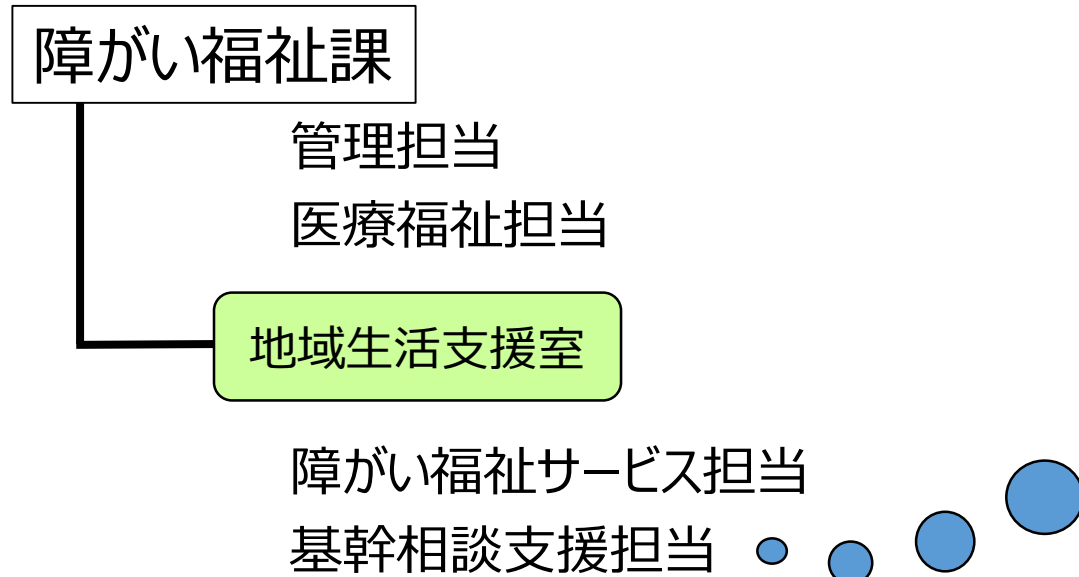 障がい福祉課
管理担当
医療福祉担当
地域生活支援室
障がい福祉サービス担当
基幹相談支援担当